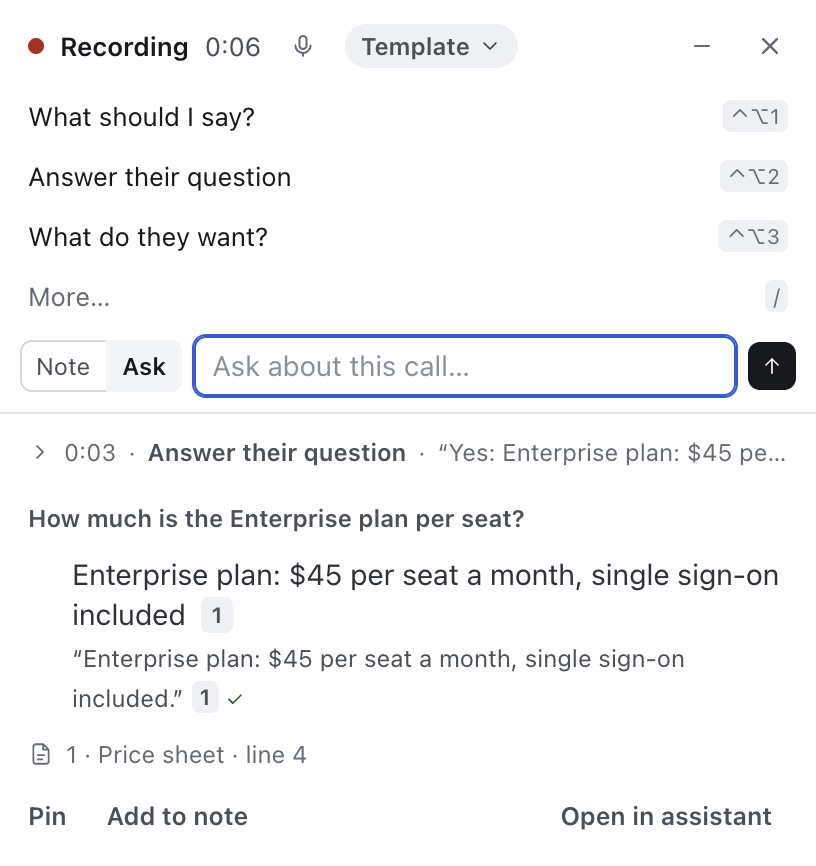 Recording 0:06 Template
What should I say? ^⌥1
Answer their question ^⌥2
What do they want? ^⌥3
More... /
Note Ask Ask about this call...
0:03 · Answer their question · “Yes: Enterprise plan: $45 pe...
How much is the Enterprise plan per seat?
Enterprise plan: $45 per seat a month, single sign-on
included 1
“Enterprise plan: $45 per seat a month, single sign-on
included.” 1 ✓
1 · Price sheet · line 4
Pin Add to note Open in assistant